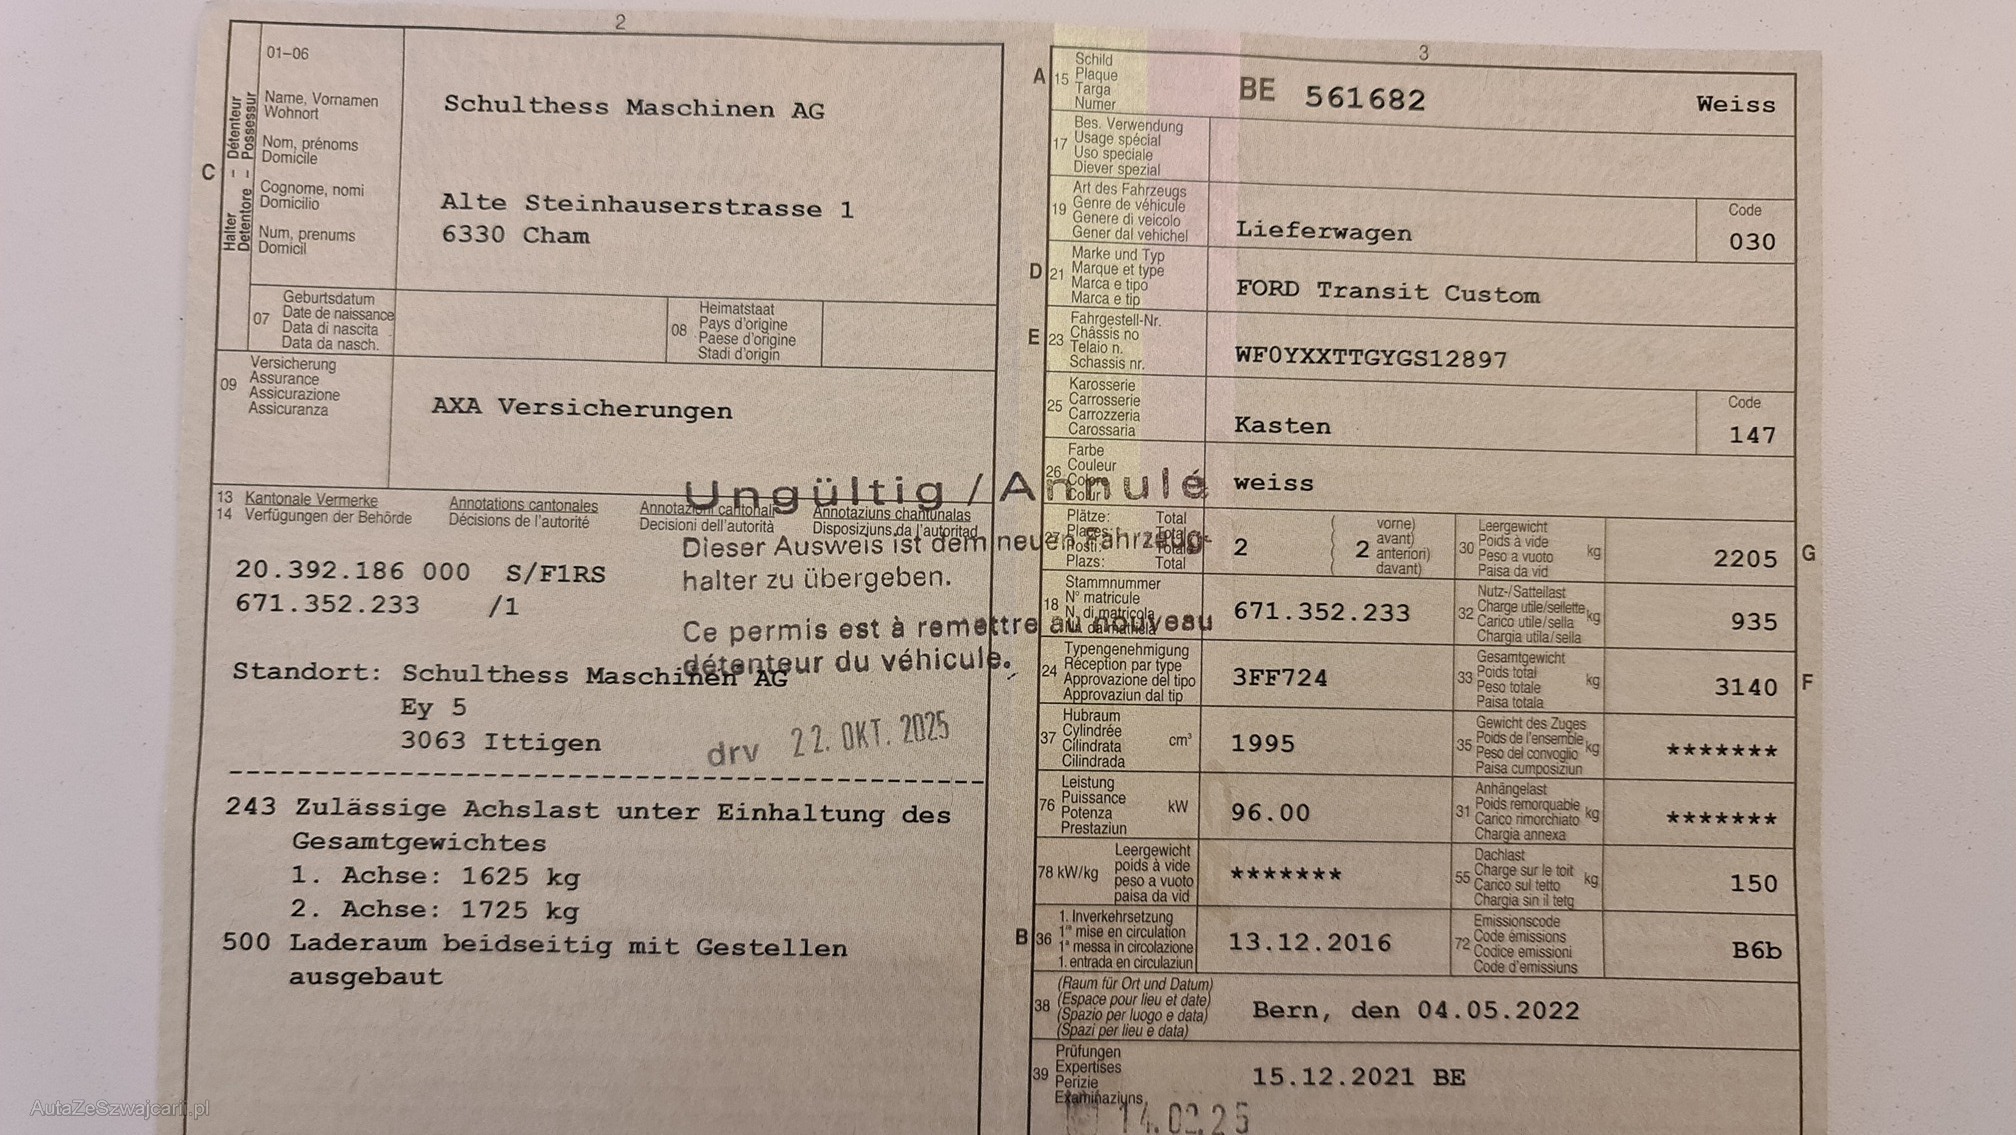 2
01–06
C
Halter – Détenteur
Detentore – Possessur
Name, Vornamen
Wohnort
Nom, prénoms
Domicile
Cognome, nomi
Domicilio
Num, prenums
Domicil
Schulthess Maschinen AG
Alte Steinhauserstrasse 1
6330 Cham
07
Geburtsdatum
Date de naissance
Data di nascita
Data da nasch.
08
Heimatstaat
Pays d'origine
Paese d'origine
Stadi d'origin
09
Versicherung
Assurance
Assicurazione
Assicuranza
AXA Versicherungen
13 Kantonale Vermerke Annotations cantonales Annotazioni cantonali Annotaziuns chantunalas
14 Verfügungen der Behörde Décisions de l'autorité Decisioni dell'autorità Disposiziuns da l'autoritad
Ungültig / Annulé
Dieser Ausweis ist dem neuen Fahrzeug-
halter zu übergeben.
Ce permis est à remettre au nouveau
détenteur du véhicule.
20.392.186 000 S/F1RS
671.352.233 /1
Standort: Schulthess Maschinen AG
Ey 5
3063 Ittigen
drv 22. OKT. 2025
243 Zulässige Achslast unter Einhaltung des
Gesamtgewichtes
1. Achse: 1625 kg
2. Achse: 1725 kg
500 Laderaum beidseitig mit Gestellen
ausgebaut
3
A 15
Schild
Plaque
Targa
Numer
BE 561682 Weiss
17
Bes. Verwendung
Usage spécial
Uso speciale
Diever spezial
19
Art des Fahrzeugs
Genre de véhicule
Genere di veicolo
Gener dal vehichel
Lieferwagen
Code
030
D 21
Marke und Typ
Marque et type
Marca e tipo
Marca e tip
FORD Transit Custom
E 23
Fahrgestell-Nr.
Châssis no
Telaio n.
Schassis nr.
WF0YXXTTGYGS12897
25
Karosserie
Carrosserie
Carrozzeria
Carossaria
Kasten
Code
147
26
Farbe
Couleur
Colore
Colur
weiss
27
Plätze: Total
Places: Total
Posti: Totale
Plazs: Total
2
2
vorne)
avant)
anteriori)
davant)
30
Leergewicht
Poids à vide
Peso a vuoto
Paisa da vid
kg
2205
G
18
Stammnummer
N° matricule
N. di matricola
671.352.233
32
Nutz-/Sattellast
Charge utile/sellette
Carico utile/sella
Chargia utila/sella
kg
935
24
Typengenehmigung
Réception par type
Approvazione del tipo
Approvaziun dal tip
3FF724
33
Gesamtgewicht
Poids total
Peso totale
Paisa totala
kg
3140
F
37
Hubraum
Cylindrée
Cilindrata
Cilindrada
cm³
1995
35
Gewicht des Zuges
Poids de l'ensemble
Peso del convoglio
Paisa cumposiziun
kg
*******
76
Leistung
Puissance
Potenza
Prestaziun
kW
96.00
31
Anhängelast
Poids remorquable
Carico rimorchiato
Chargia annexa
kg
*******
78 kW/kg
Leergewicht
poids à vide
peso a vuoto
paisa da vid
*******
55
Dachlast
Charge sur le toit
Carico sul tetto
Chargia sin il tetg
kg
150
B 36
1. Inverkehrsetzung
1re mise en circulation
1a messa in circolazione
1. entrada en circulaziun
13.12.2016
72
Emissionscode
Code émissions
Codice emissioni
Code d'emissiuns
B6b
38
(Raum für Ort und Datum)
(Espace pour lieu et date)
(Spazio per luogo e data)
(Spazi per lieu e data)
Bern, den 04.05.2022
39
Prüfungen
Expertises
Perizie
Examinaziuns
15.12.2021 BE
14.02.25
AutaZeSzwajcarii.pl